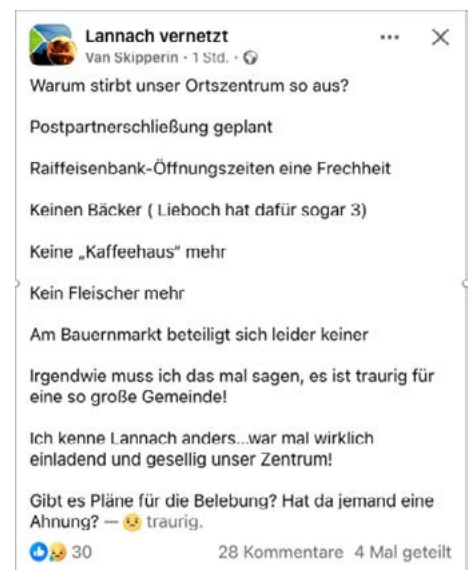 Lannach vernetzt
Van Skipperin · 1 Std. ·
Warum stirbt unser Ortszentrum so aus?
Postpartnerschließung geplant
Raiffeisenbank-Öffnungszeiten eine Frechheit
Keinen Bäcker ( Lieboch hat dafür sogar 3)
Keine „Kaffeehaus“ mehr
Kein Fleischer mehr
Am Bauernmarkt beteiligt sich leider keiner
Irgendwie muss ich das mal sagen, es ist traurig für
eine so große Gemeinde!
Ich kenne Lannach anders...war mal wirklich
einladend und gesellig unser Zentrum!
Gibt es Pläne für die Belebung? Hat da jemand eine
Ahnung? — 😥 traurig.
30 28 Kommentare 4 Mal geteilt